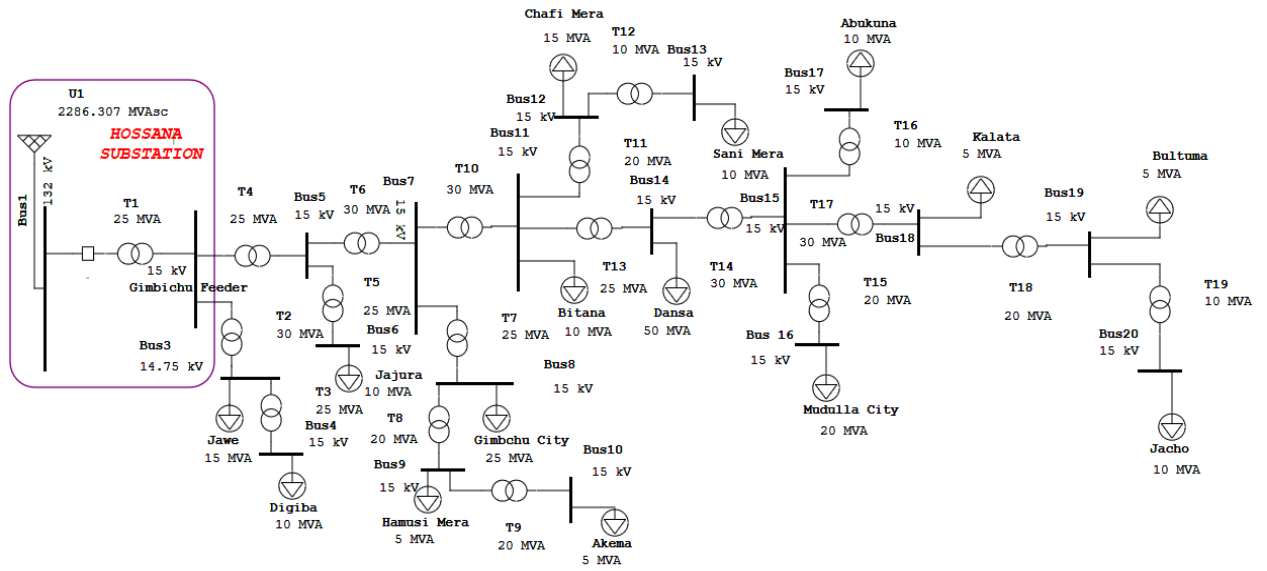 U1
2286.307 MVAsc
HOSSANA
SUBSTATION
Bus1
132 kV
T1
25 MVA
15 kV
Gimbichu Feeder
T4
25 MVA
Bus5
15 kV
T6
30 MVA
Bus7
15 kV
T2
30 MVA
T5
25 MVA
Bus6
15 kV
Jajura
10 MVA
Bus3
14.75 kV
T3
25 MVA
Jawe
15 MVA
Bus4
15 kV
Digiba
10 MVA
T10
30 MVA
Bus11
15 kV
T7
25 MVA
Bus8
15 kV
T8
20 MVA
Gimbchu City
25 MVA
Bus9
15 kV
Hamusi Mera
5 MVA
T9
20 MVA
Bus10
15 kV
Akema
5 MVA
Chafi Mera
15 MVA
Bus12
15 kV
T12
10 MVA
Bus13
15 kV
Sani Mera
10 MVA
T11
20 MVA
Bus14
15 kV
T13
25 MVA
Bitana
10 MVA
Dansa
50 MVA
T14
30 MVA
Bus15
15 kV
Abukuna
10 MVA
Bus17
15 kV
T16
10 MVA
T17
30 MVA
15 kV
Bus18
Kalata
5 MVA
T15
20 MVA
Bus 16
15 kV
Mudulla City
20 MVA
T18
20 MVA
Bus19
15 kV
Bultuma
5 MVA
T19
10 MVA
Bus20
15 kV
Jacho
10 MVA